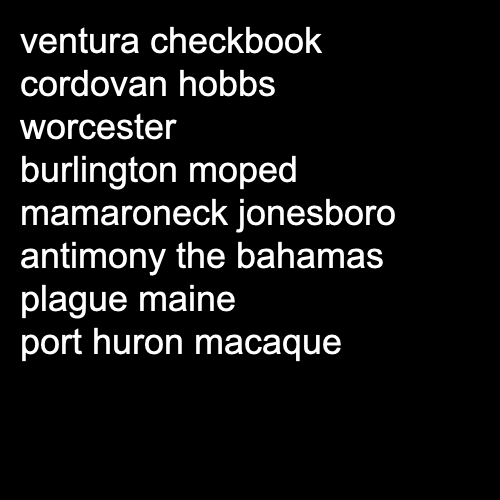 ventura checkbook
cordovan hobbs
worcester
burlington moped
mamaroneck jonesboro
antimony the bahamas
plague maine
port huron macaque